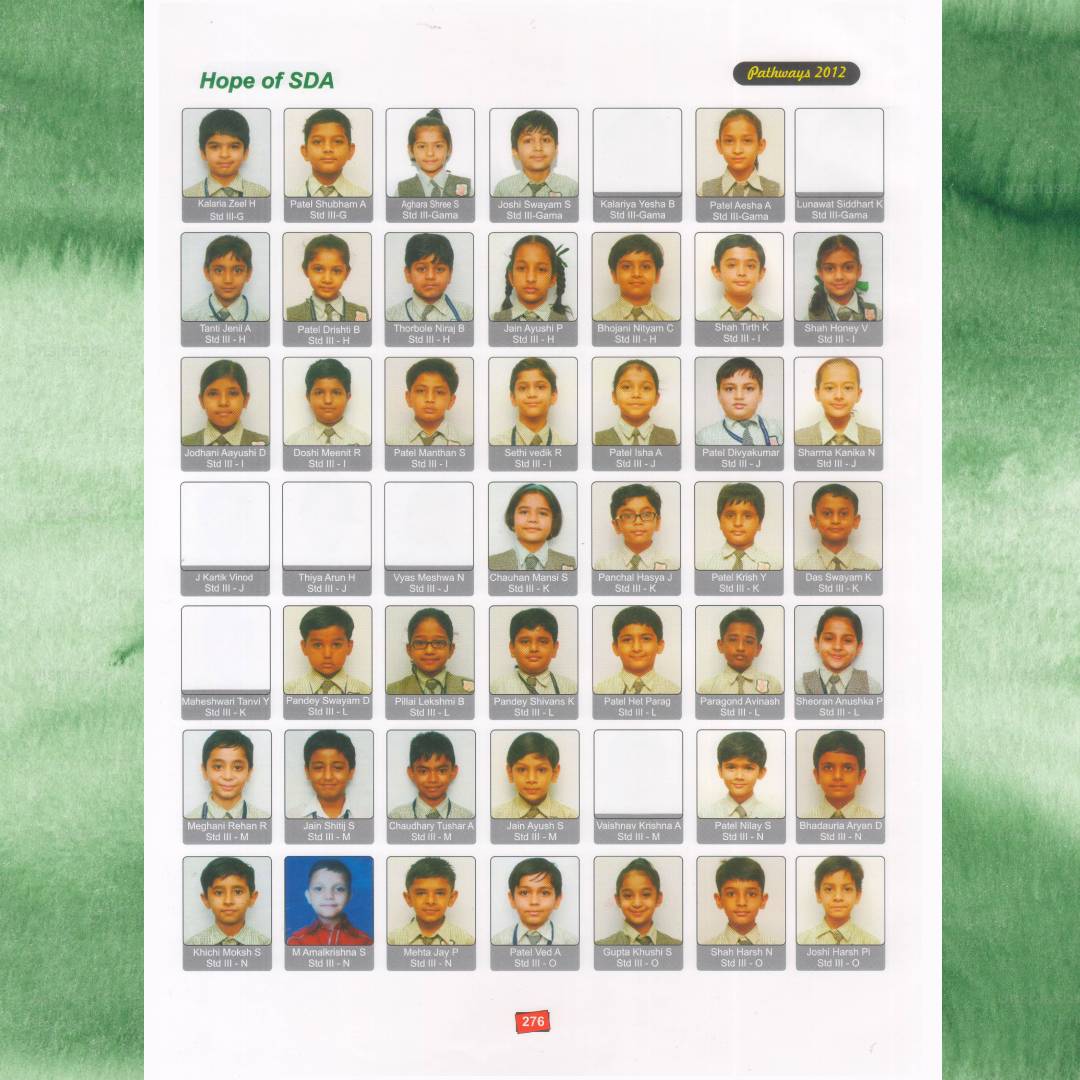 Hope of SDA
Pathways 2012
Kalaria Zeel H
Std III-G
Patel Shubham A
Std III-G
Aghara Shree S
Std III-Gama
Joshi Swayam S
Std III-Gama
Kalariya Yesha B
Std III-Gama
Patel Aesha A
Std III-Gama
Lunawat Siddhart K
Std III-Gama
Tanti Jenil A
Std III - H
Patel Drishti B
Std III - H
Thorbole Niraj B
Std III - H
Jain Ayushi P
Std III - H
Bhojani Nityam C
Std III - H
Shah Tirth K
Std III - I
Shah Honey V
Std III - I
Jodhani Aayushi D
Std III - I
Doshi Meenit R
Std III - I
Patel Manthan S
Std III - I
Sethi vedik R
Std III - I
Patel Isha A
Std III - J
Patel Divyakumar
Std III - J
Sharma Kanika N
Std III - J
J Kartik Vinod
Std III - J
Thiya Arun H
Std III - J
Vyas Meshwa N
Std III - J
Chauhan Mansi S
Std III - K
Panchal Hasya J
Std III - K
Patel Krish Y
Std III - K
Das Swayam K
Std III - K
Maheshwari Tanvi Y
Std III - K
Pandey Swayam D
Std III - L
Pillai Lekshmi B
Std III - L
Pandey Shivans K
Std III - L
Patel Het Parag
Std III - L
Paragond Avinash
Std III - L
Sheoran Anushka P
Std III - L
Meghani Rehan R
Std III - M
Jain Shitij S
Std III - M
Chaudhary Tushar A
Std III - M
Jain Ayush S
Std III - M
Vaishnav Krishna A
Std III - M
Patel Nilay S
Std III - N
Bhadauria Aryan D
Std III - N
Khichi Moksh S
Std III - N
M Amalkrishna S
Std III - N
Mehta Jay P
Std III - N
Patel Ved A
Std III - O
Gupta Khushi S
Std III - O
Shah Harsh N
Std III - O
Joshi Harsh Pi
Std III - O
276